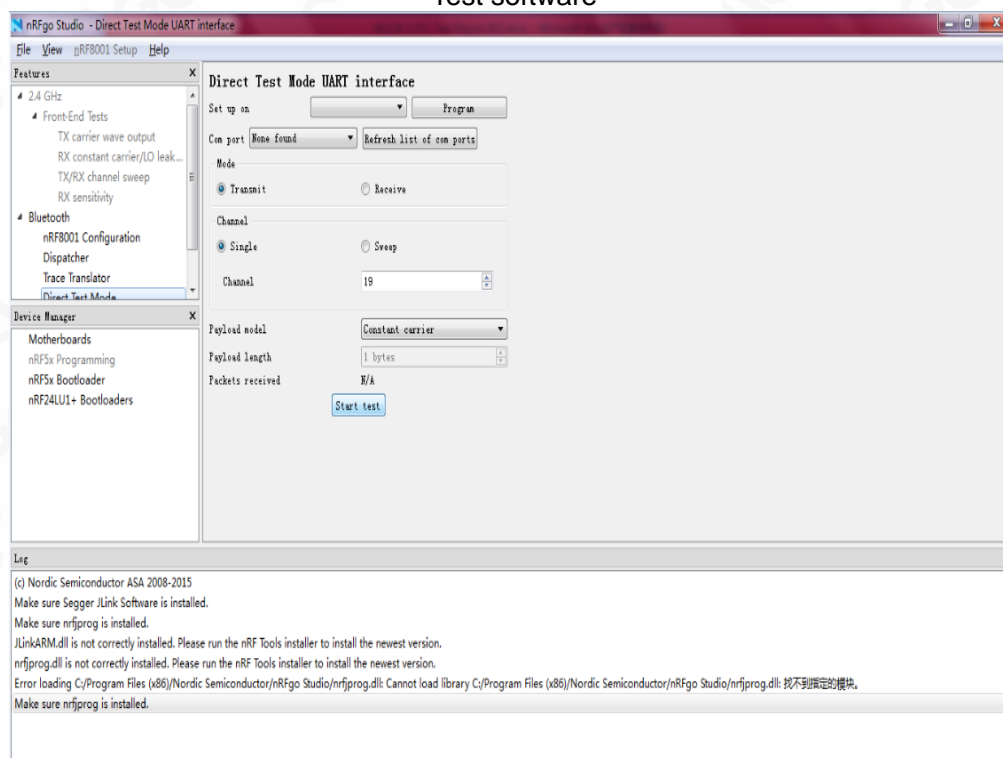 Test software
nRFgo Studio - Direct Test Mode UART interface
File View nRF8001 Setup Help
Features X
2.4 GHz
Front-End Tests
TX carrier wave output
RX constant carrier/LO leak...
TX/RX channel sweep
RX sensitivity
Bluetooth
nRF8001 Configuration
Dispatcher
Trace Translator
Direct Test Mode
Device Manager X
Motherboards
nRF5x Programming
nRF5x Bootloader
nRF24LU1+ Bootloaders
Direct Test Mode UART interface
Set up on Program
Com port None found Refresh list of com ports
Mode
Transmit Receive
Channel
Single Sweep
Channel 19
Payload model Constant carrier
Payload length 1 bytes
Packets received N/A
Start test
Log
(c) Nordic Semiconductor ASA 2008-2015
Make sure Segger JLink Software is installed.
Make sure nrfjprog is installed.
JLinkARM.dll is not correctly installed. Please run the nRF Tools installer to install the newest version.
nrfjprog.dll is not correctly installed. Please run the nRF Tools installer to install the newest version.
Error loading C:/Program Files (x86)/Nordic Semiconductor/nRFgo Studio/nrfjprog.dll: Cannot load library C:/Program Files (x86)/Nordic Semiconductor/nRFgo Studio/nrfjprog.dll: 找不到指定的模块。
Make sure nrfjprog is installed.